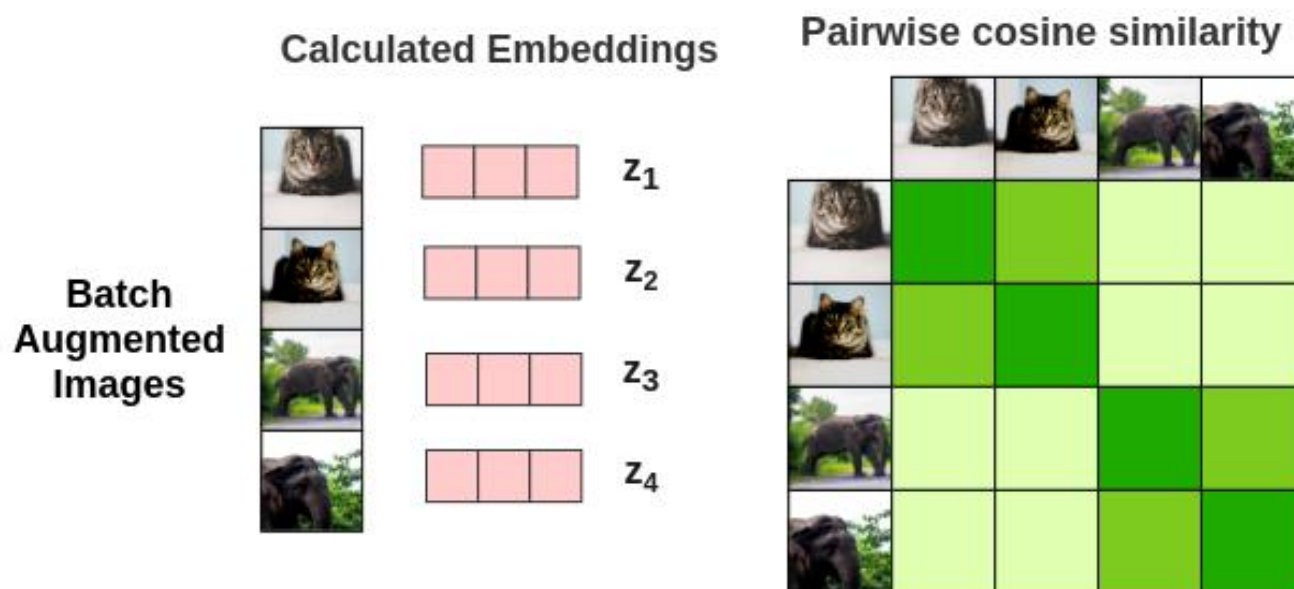 Calculated Embeddings
Pairwise cosine similarity
Batch
Augmented
Images
z1
z2
z3
z4